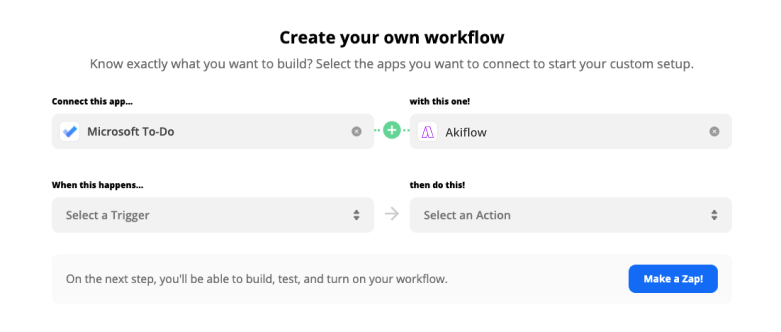 Create your own workflow
Know exactly what you want to build? Select the apps you want to connect to start your custom setup.
Connect this app...
with this one!
Microsoft To-Do
Akiflow
When this happens...
then do this!
Select a Trigger
Select an Action
On the next step, you'll be able to build, test, and turn on your workflow.
Make a Zap!